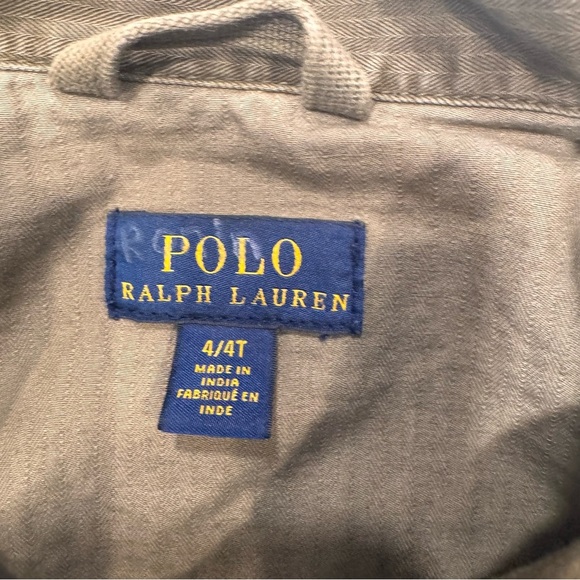 POLO
RALPH LAUREN
4/4T
MADE IN
INDIA
FABRIQUÉ EN
INDE